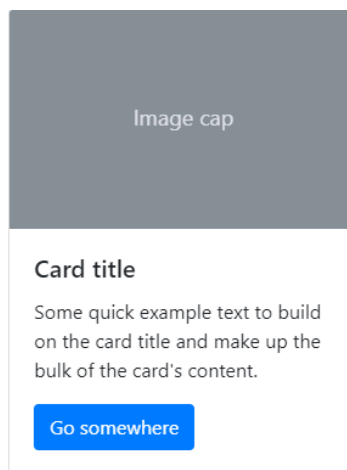 Image cap
Card title
Some quick example text to build
on the card title and make up the
bulk of the card's content.
Go somewhere